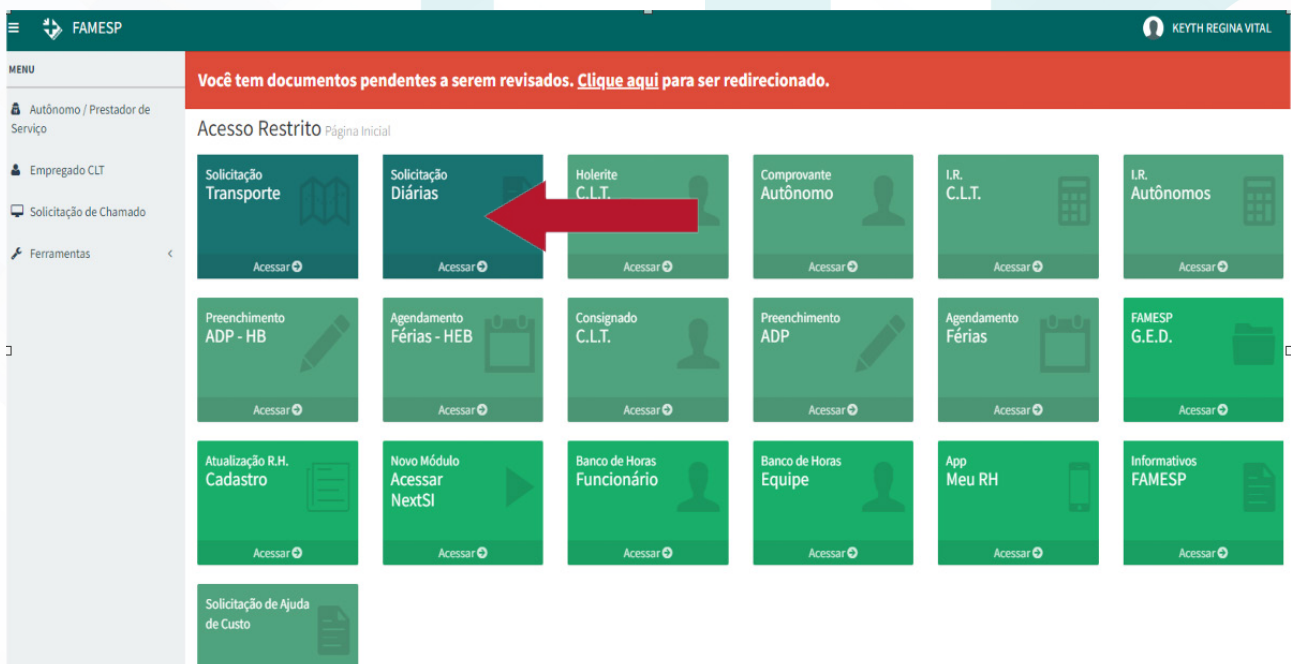 FAMESP
KEYTH REGINA VITAL
MENU
Autônomo / Prestador de
Serviço
Empregado CLT
Solicitação de Chamado
Ferramentas
Você tem documentos pendentes a serem revisados. Clique aqui para ser redirecionado.
Acesso Restrito Página Inicial
Solicitação
Transporte
Acessar
Solicitação
Diárias
Acessar
Holerite
C.L.T.
Acessar
Comprovante
Autônomo
Acessar
I.R.
C.L.T.
Acessar
I.R.
Autônomos
Acessar
Preenchimento
ADP - HB
Acessar
Agendamento
Férias - HEB
Acessar
Consignado
C.L.T.
Acessar
Preenchimento
ADP
Acessar
Agendamento
Férias
Acessar
FAMESP
G.E.D.
Acessar
Atualização R.H.
Cadastro
Acessar
Novo Módulo
Acessar
NextSI
Acessar
Banco de Horas
Funcionário
Acessar
Banco de Horas
Equipe
Acessar
App
Meu RH
Acessar
Informativos
FAMESP
Acessar
Solicitação de Ajuda
de Custo